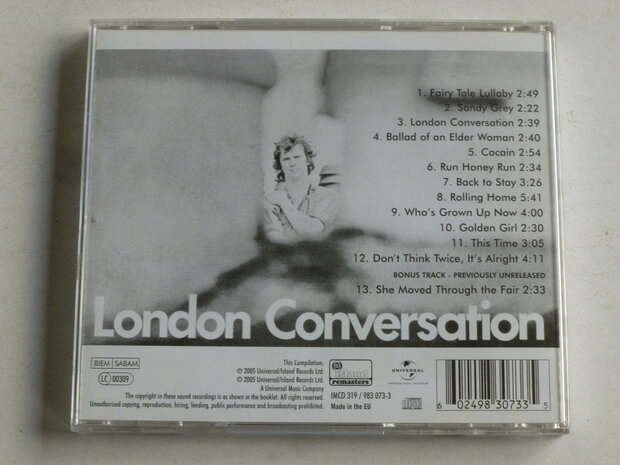 1. Fairy Tale Lullaby 2:49
2. Sandy Grey 2:22
3. London Conversation 2:39
4. Ballad of an Elder Woman 2:40
5. Cocain 2:54
6. Run Honey Run 2:34
7. Back to Stay 3:26
8. Rolling Home 5:41
9. Who's Grown Up Now 4:00
10. Golden Girl 2:30
11. This Time 3:05
12. Don't Think Twice, It's Alright 4:11
BONUS TRACK - PREVIOUSLY UNRELEASED
13. She Moved Through the Fair 2:33
London Conversation
BIEM SABAM
LC 00309
This Compilation:
℗ 2005 Universal/Island Records Ltd.
© 2005 Universal/Island Records Ltd.
A Universal Music Company
The copyright in these sound recordings is as shown in the booklet. All rights reserved.
Unauthorised copying, reproduction, hiring, lending, public performance and broadcasting prohibited.
island
remasters
UNIVERSAL
IMCD 319 / 983 073-3
Made in the EU
6 02498 30733 5